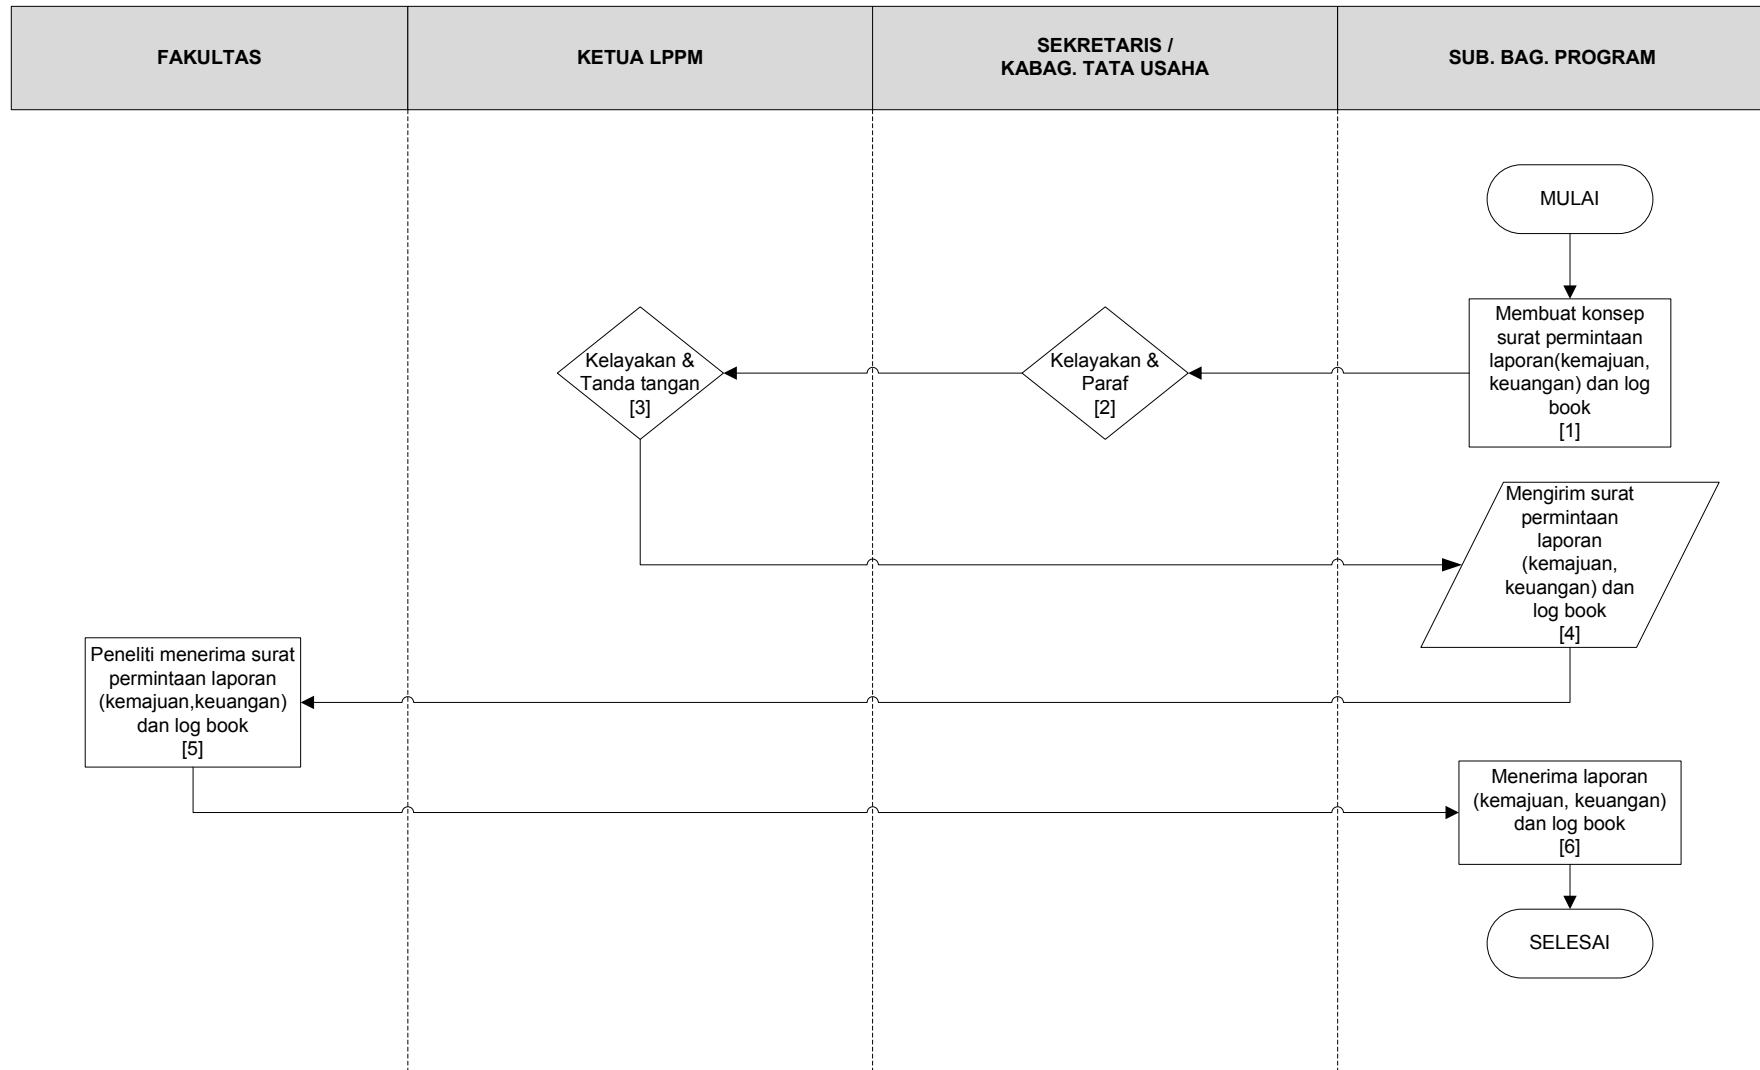 FAKULTAS
KETUA LPPM
SEKRETARIS /
KABAG. TATA USAHA
SUB. BAG. PROGRAM
MULAI
Membuat konsep
surat permintaan
laporan(kemajuan,
keuangan) dan log
book
[1]
Kelayakan &
Paraf
[2]
Kelayakan &
Tanda tangan
[3]
Mengirim surat
permintaan
laporan
(kemajuan,
keuangan) dan
log book
[4]
Peneliti menerima surat
permintaan laporan
(kemajuan,keuangan)
dan log book
[5]
Menerima laporan
(kemajuan, keuangan)
dan log book
[6]
SELESAI